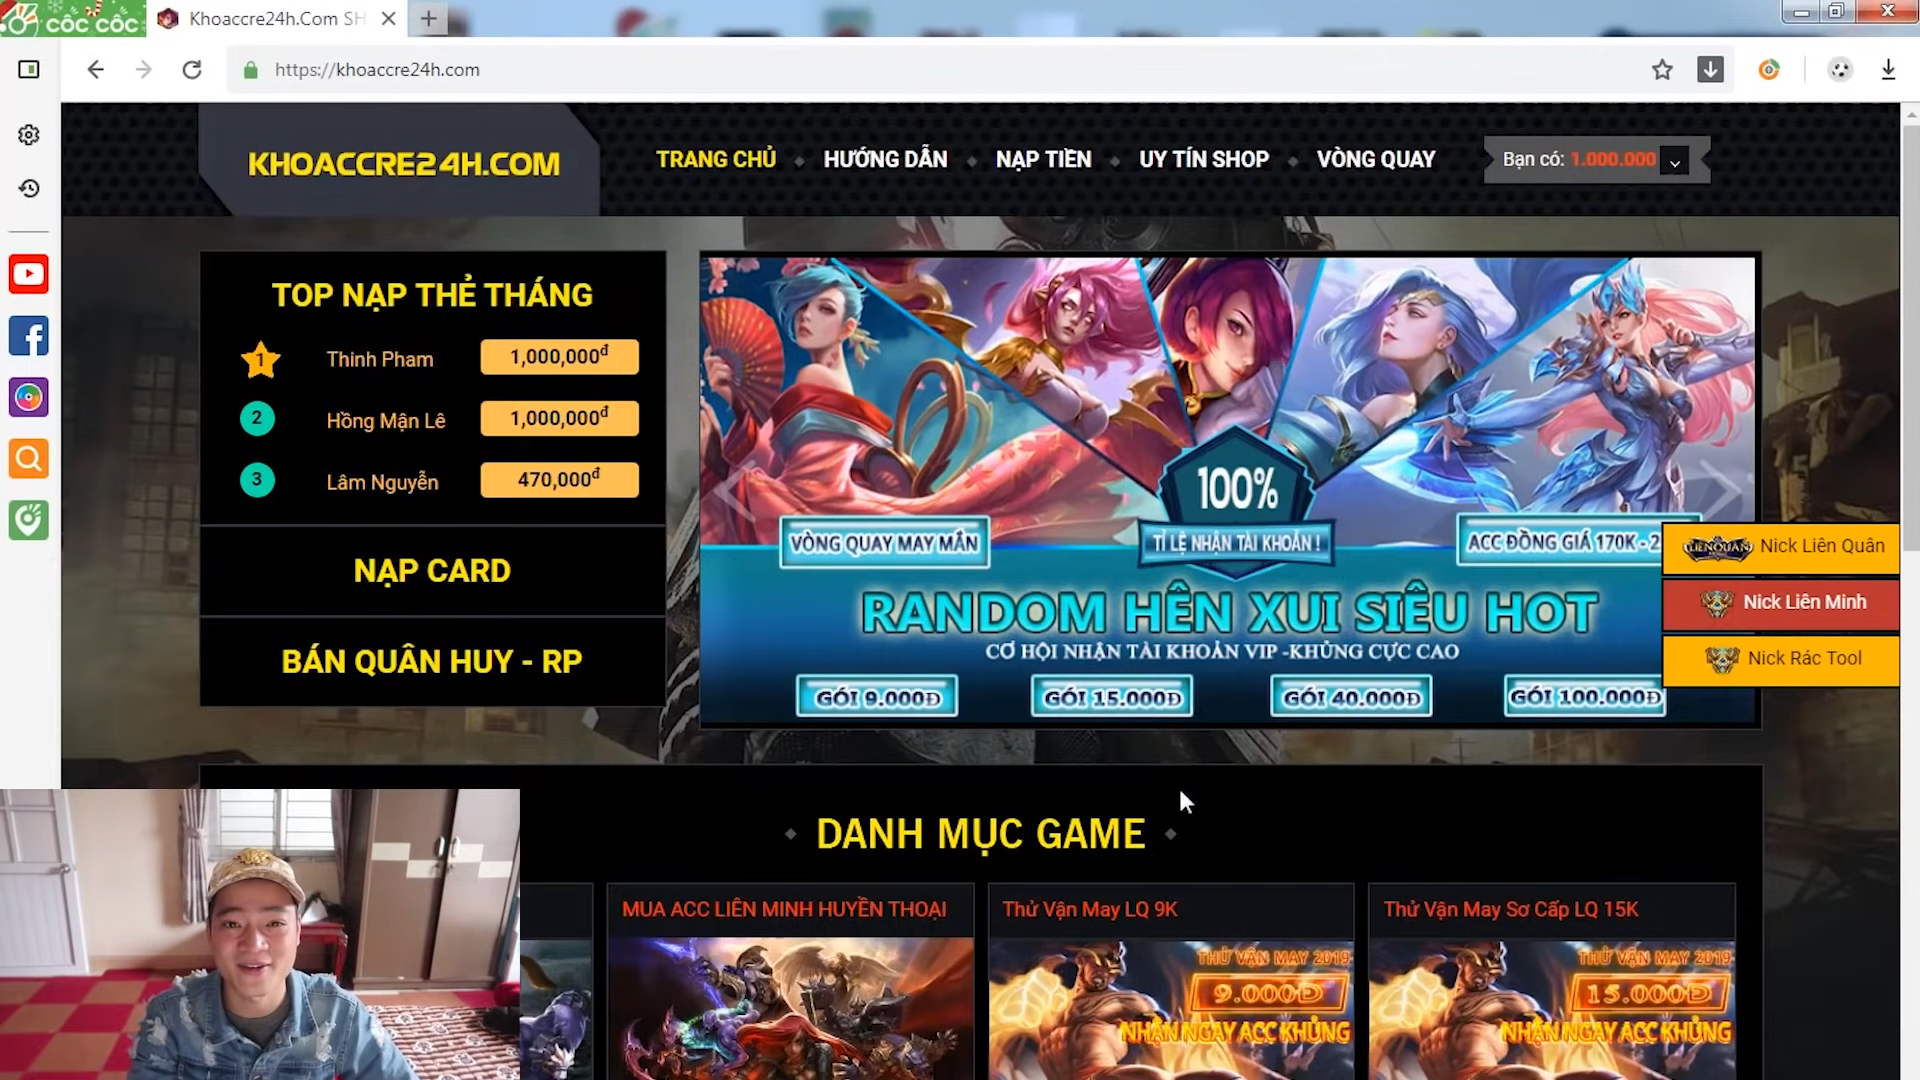 CỐC CỐC
Khoaccre24h.Com SH
https://khoaccre24h.com
KHOACCRE24H.COM
TRANG CHỦ
HƯỚNG DẪN
NẠP TIỀN
UY TÍN SHOP
VÒNG QUAY
Bạn có: 1.000.000
TOP NẠP THẺ THÁNG
1 Thinh Pham 1,000,000đ
2 Hồng Mận Lê 1,000,000đ
3 Lâm Nguyễn 470,000đ
NẠP CARD
BÁN QUÂN HUY - RP
100%
VÒNG QUAY MAY MẮN
TỈ LỆ NHẬN TÀI KHOẢN !
ACC ĐỒNG GIÁ 170K - 2
RANDOM HÊN XUI SIÊU HOT
CƠ HỘI NHẬN TÀI KHOẢN VIP -KHỦNG CỰC CAO
GÓI 9.000Đ
GÓI 15.000Đ
GÓI 40.000Đ
GÓI 100.000Đ
LIÊNQUÂN Nick Liên Quân
Nick Liên Minh
Nick Rác Tool
DANH MỤC GAME
MUA ACC LIÊN MINH HUYỀN THOẠI
Thử Vận May LQ 9K
THỬ VẬN MAY 2019
9.000Đ
NHẬN NGAY ACC KHỦNG
Thử Vận May Sơ Cấp LQ 15K
THỬ VẬN MAY 2019
15.000Đ
NHẬN NGAY ACC KHỦNG